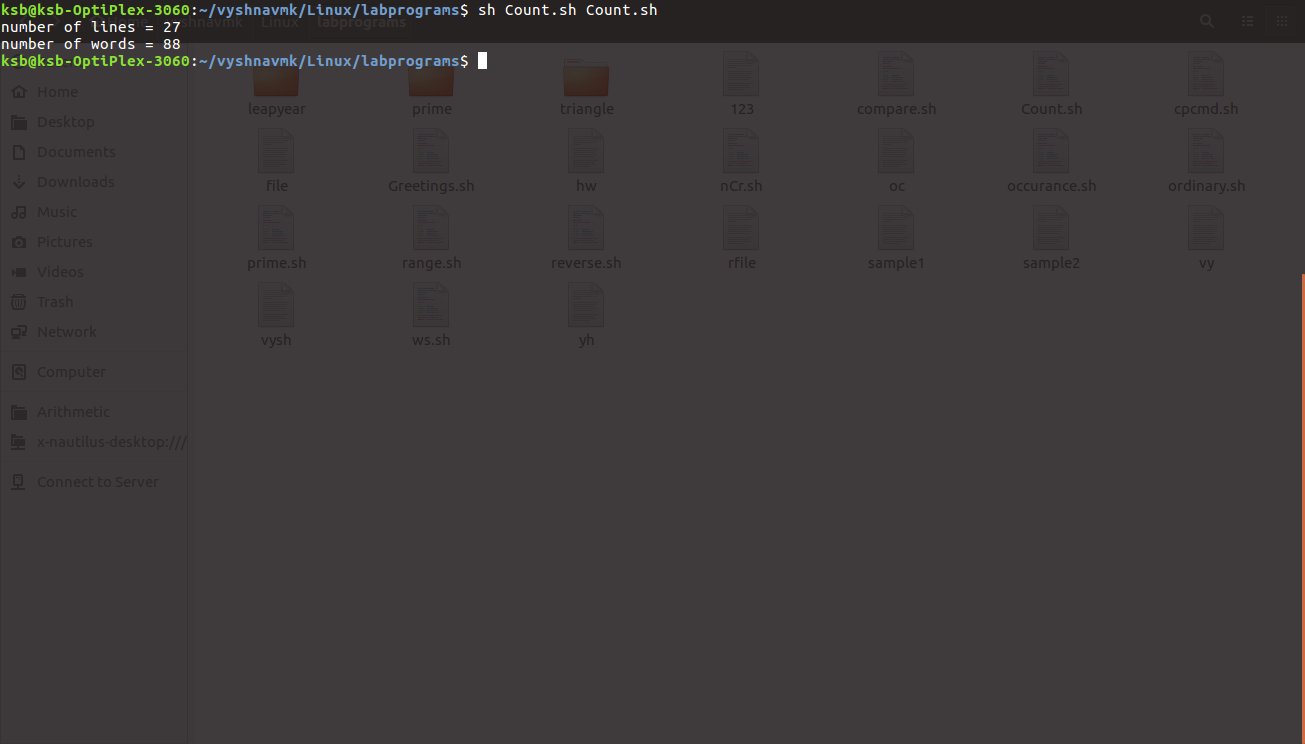 ksb@ksb-OptiPlex-3060:~/vyshnavmk/Linux/labprograms$ sh Count.sh Count.sh
number of lines = 27
number of words = 88
ksb@ksb-OptiPlex-3060:~/vyshnavmk/Linux/labprograms$
Home vyshnavmk Linux labprograms
Home
Desktop
Documents
Downloads
Music
Pictures
Videos
Trash
Network
Computer
Arithmetic
x-nautilus-desktop:///
Connect to Server
leapyear prime triangle 123 compare.sh Count.sh cpcmd.sh
file Greetings.sh hw nCr.sh oc occurance.sh ordinary.sh
prime.sh range.sh reverse.sh rfile sample1 sample2 vy
vysh ws.sh yh